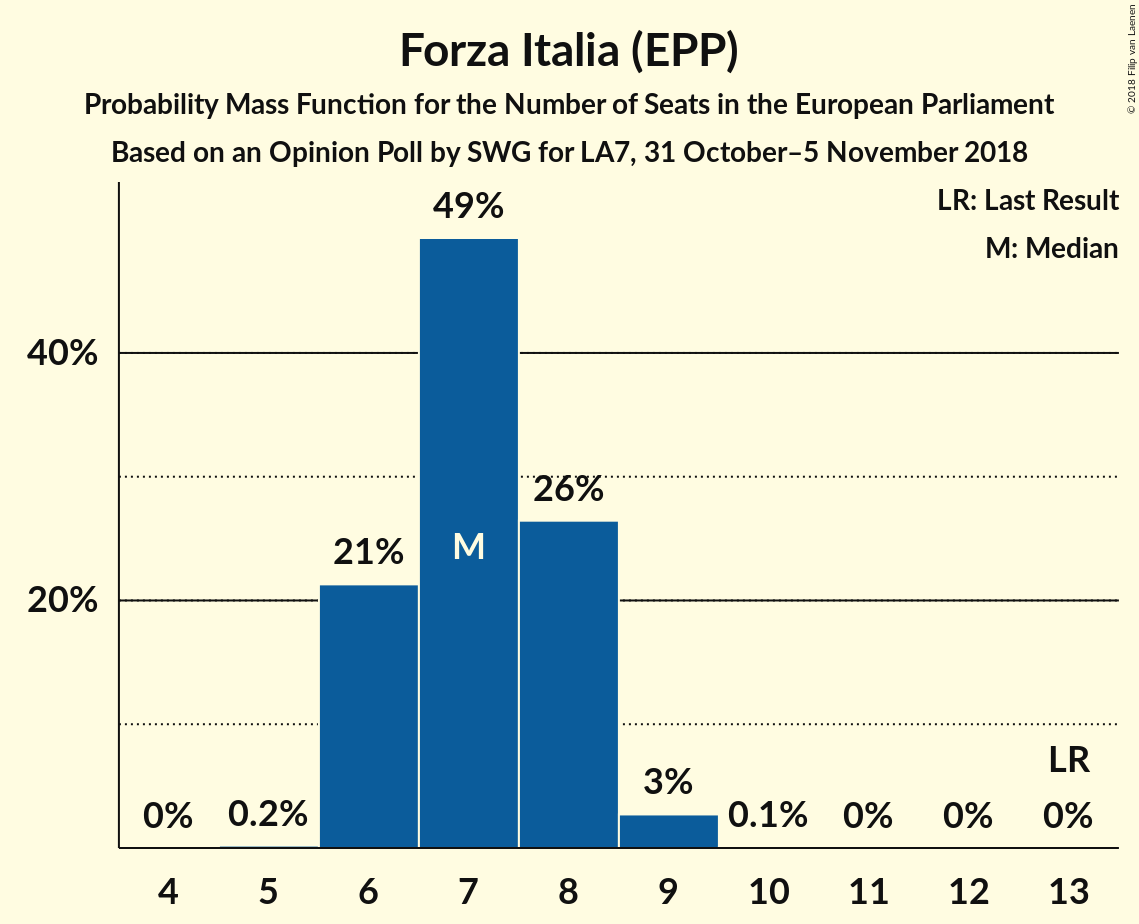 Forza Italia (EPP)
Probability Mass Function for the Number of Seats in the European Parliament
Based on an Opinion Poll by SWG for LA7, 31 October–5 November 2018
© 2018 Filip van Laenen
LR: Last Result
M: Median
49%
40%
26%
M
21%
20%
LR
3%
0%
0.2%
0.1%
0%
0%
0%
4 5 6 7 8 9 10 11 12 13